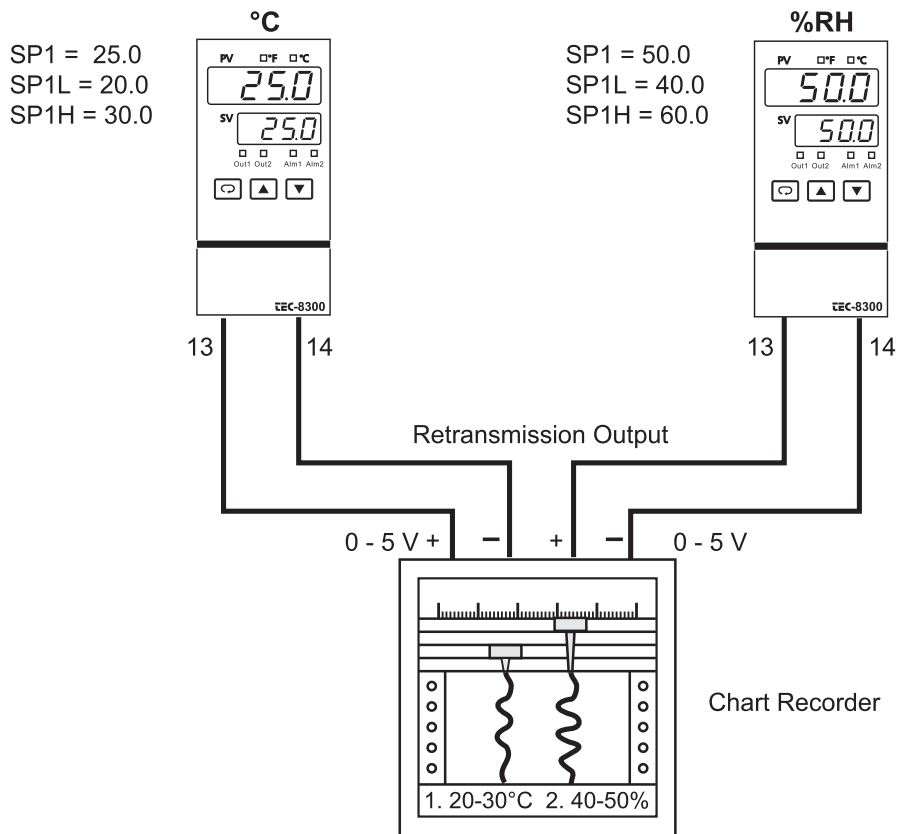 °C
SP1 = 25.0
SP1L = 20.0
SP1H = 30.0
PV °F °C
25.0
SV
25.0
Out1 Out2 Alm1 Alm2
TEC-8300
13
14
%RH
SP1 = 50.0
SP1L = 40.0
SP1H = 60.0
PV °F °C
50.0
SV
50.0
Out1 Out2 Alm1 Alm2
TEC-8300
13
14
Retransmission Output
0 - 5 V + − + − 0 - 5 V
Chart Recorder
1. 20-30°C 2. 40-50%